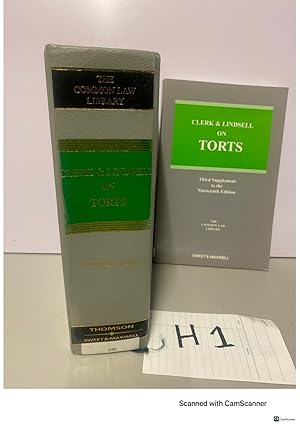 THE
COMMON LAW
LIBRARY
CLERK & LINDSELL
ON
TORTS
THOMSON
SWEET & MAXWELL
CLERK & LINDSELL
ON
TORTS
Third Supplement
to the
Nineteenth Edition
THE
COMMON LAW
LIBRARY
SWEET & MAXWELL
H1
Scanned with CamScanner
CamScanner